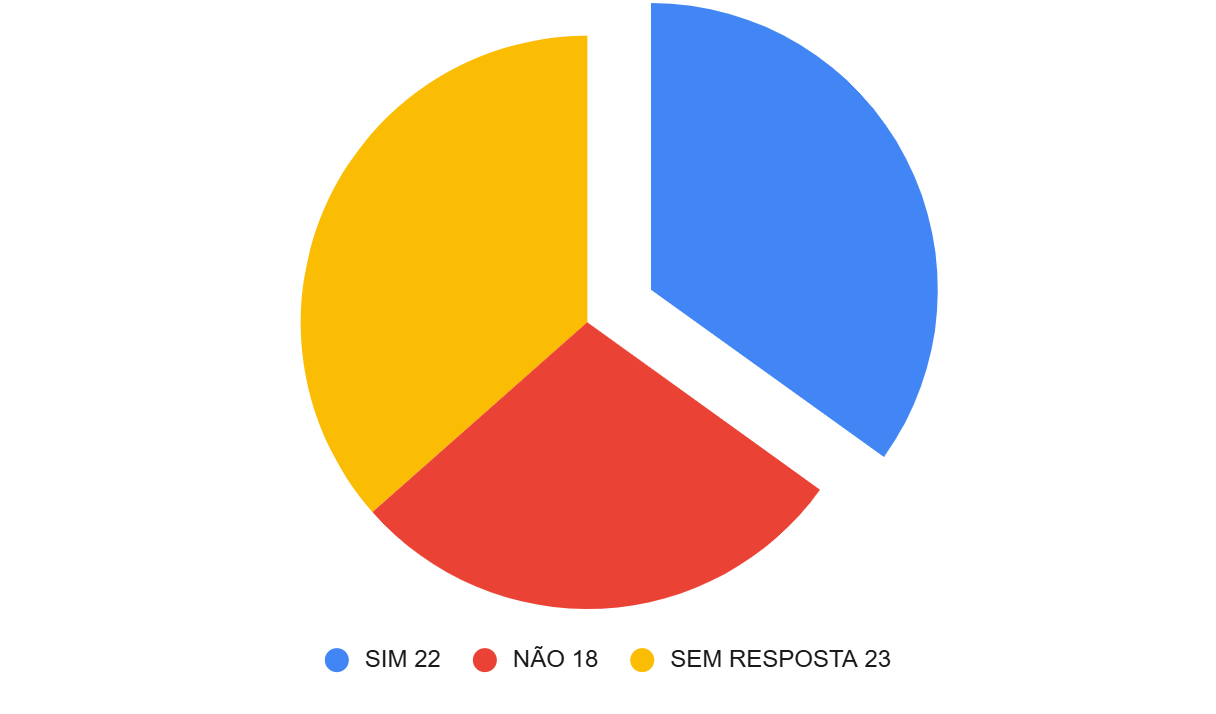 SIM 22 NÃO 18 SEM RESPOSTA 23